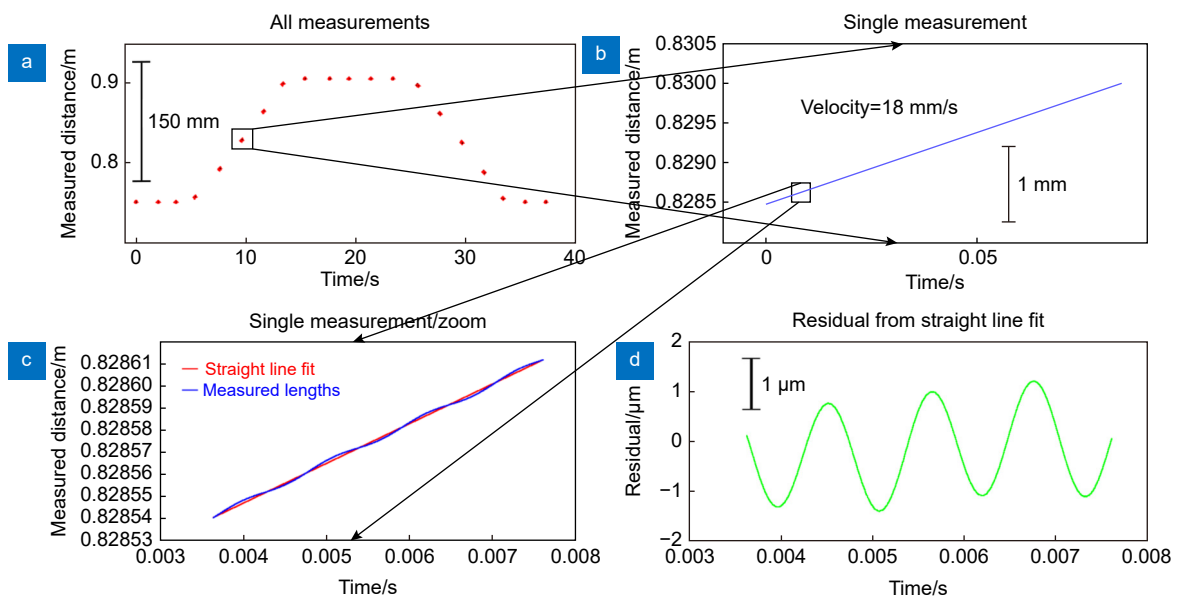 All measurements
a
Measured distance/m
0.9
0.8
150 mm
0
10
20
30
40
Time/s
Single measurement
b
Measured distance/m
0.8305
0.8300
0.8295
0.8290
0.8285
Velocity=18 mm/s
1 mm
0
0.05
Time/s
Single measurement/zoom
c
Measured distance/m
0.82861
0.82860
0.82859
0.82857
0.82856
0.82855
0.82854
0.82853
Straight line fit
Measured lengths
0.003
0.004
0.005
0.006
0.007
0.008
Time/s
Residual from straight line fit
d
Residual/μm
2
1
0
−1
−2
1 μm
0.003
0.004
0.005
0.006
0.007
0.008
Time/s